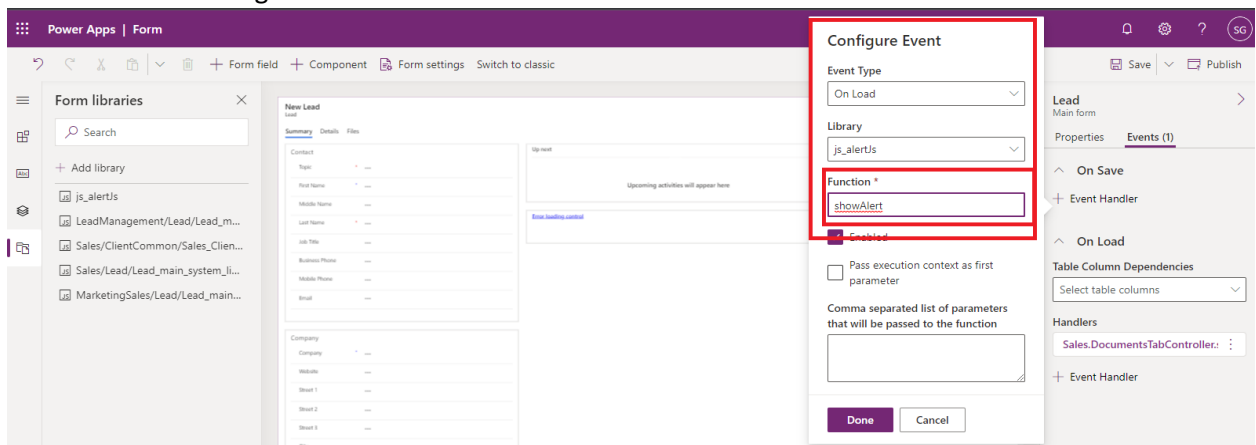 Power Apps | Form
SG
+ Form field + Component Form settings Switch to classic
Save Publish
Form libraries
Search
+ Add library
js_alertJs
LeadManagement/Lead/Lead_m...
Sales/ClientCommon/Sales_Clien...
Sales/Lead/Lead_main_system_li...
MarketingSales/Lead/Lead_main...
Abc
New Lead
Lead
Summary Details Files
Contact
Topic * ---
First Name * ---
Middle Name ---
Last Name * ---
Job Title ---
Business Phone ---
Mobile Phone ---
Email ---
Company
Company * ---
Website ---
Street 1 ---
Street 2 ---
Street 3 ---
Up next
Upcoming activities will appear here
Error loading control
Configure Event
Event Type
On Load
Library
js_alertJs
Function *
showAlert
Enabled
Pass execution context as first
parameter
Comma separated list of parameters
that will be passed to the function
Done Cancel
Lead
Main form
Properties Events (1)
On Save
+ Event Handler
On Load
Table Column Dependencies
Select table columns
Handlers
Sales.DocumentsTabController.
+ Event Handler